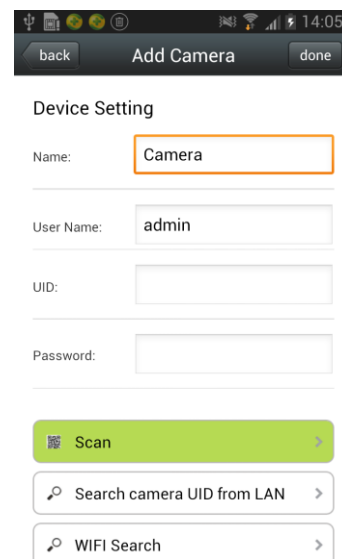 14:05
back Add Camera done
Device Setting
Name: Camera
User Name: admin
UID:
Password:
Scan
Search camera UID from LAN
WIFI Search